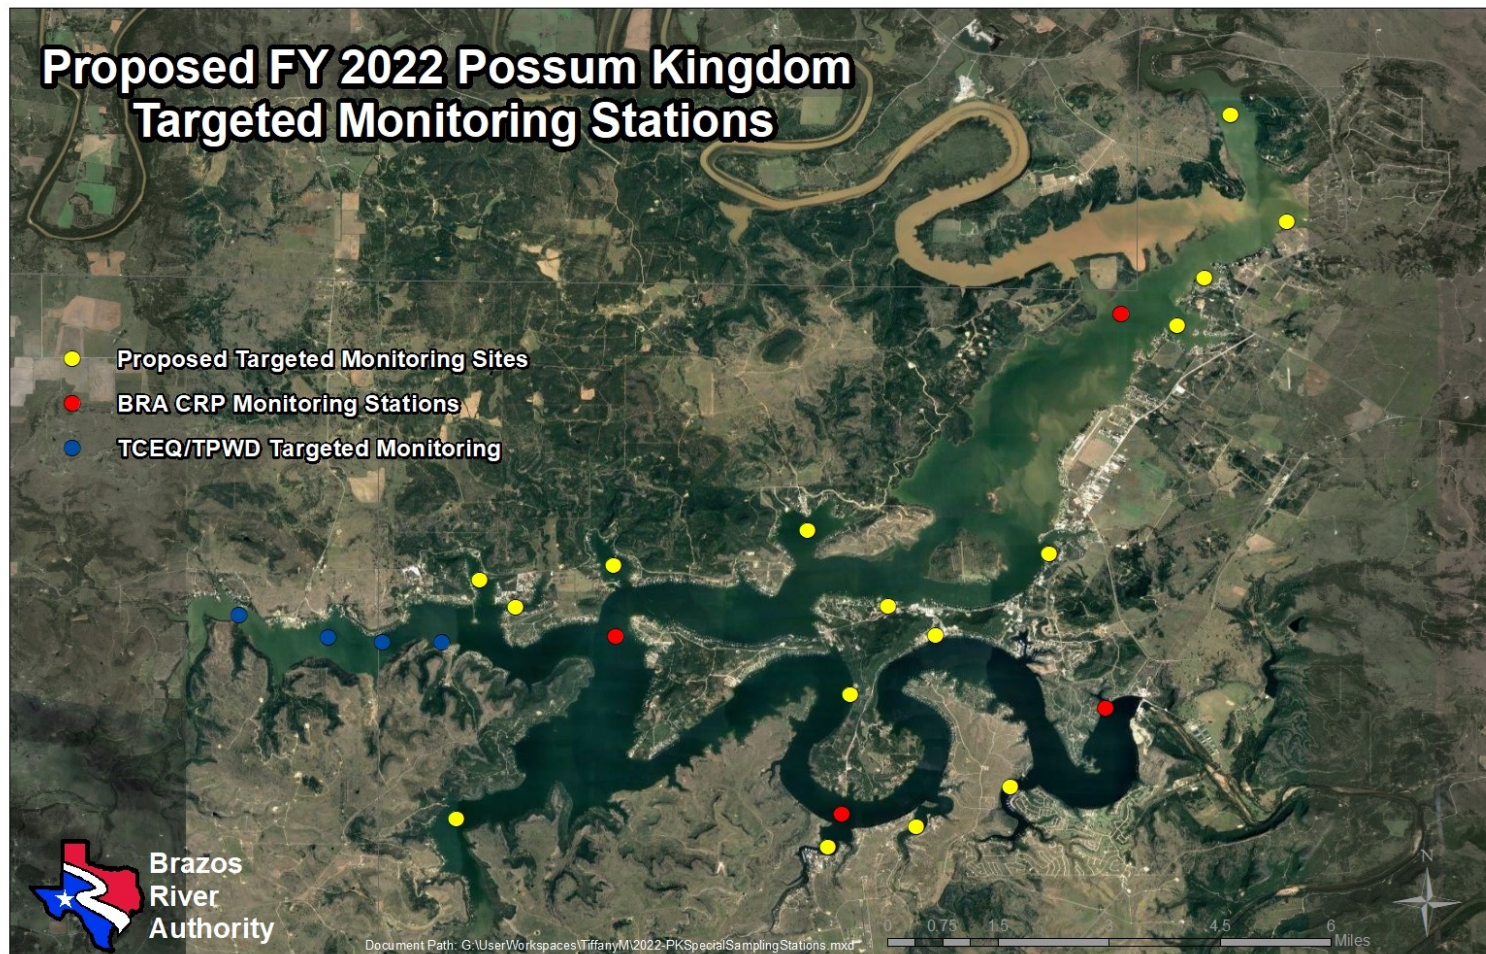 Proposed FY 2022 Possum Kingdom
Targeted Monitoring Stations
Proposed Targeted Monitoring Sites
BRA CRP Monitoring Stations
TCEQ/TPWD Targeted Monitoring
Brazos
River
Authority
Document Path: G:\UserWorkspaces\TiffanyM\2022-PKSpecialSamplingStations.mxd
N
0 0.75 1.5 3 4.5 6
Miles